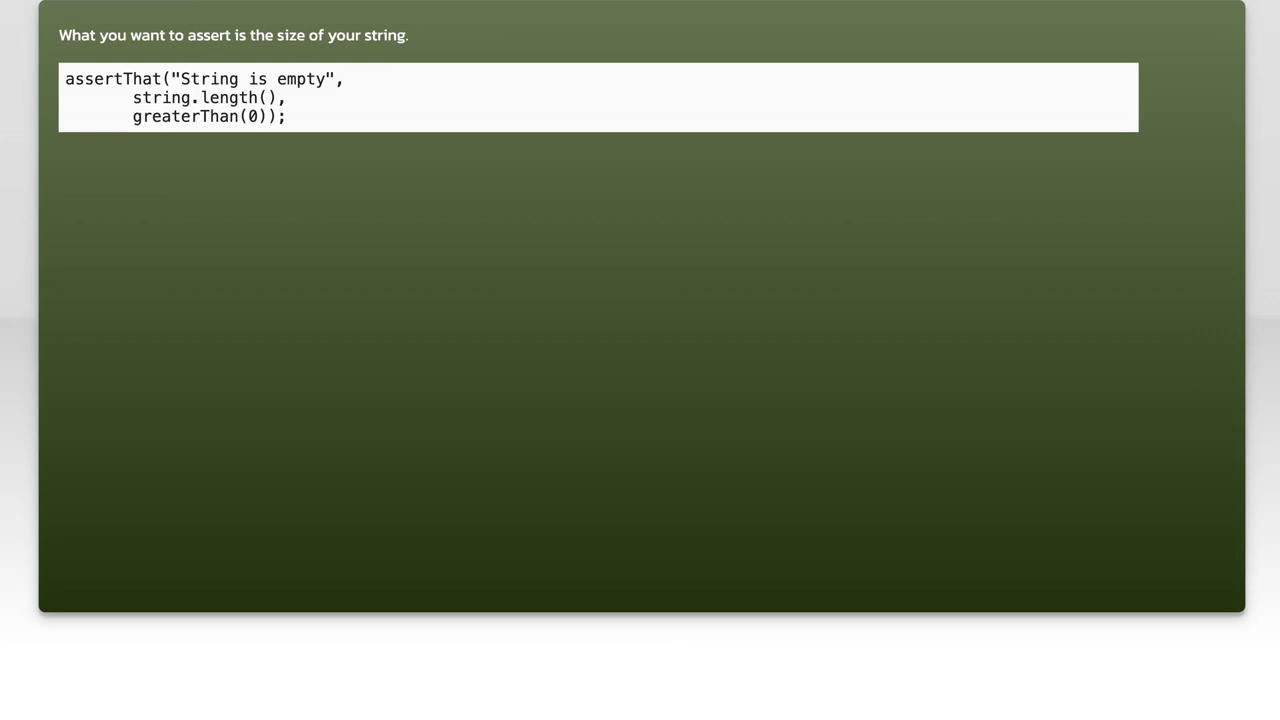 What you want to assert is the size of your string.
assertThat("String is empty",
       string.length(),
       greaterThan(0));